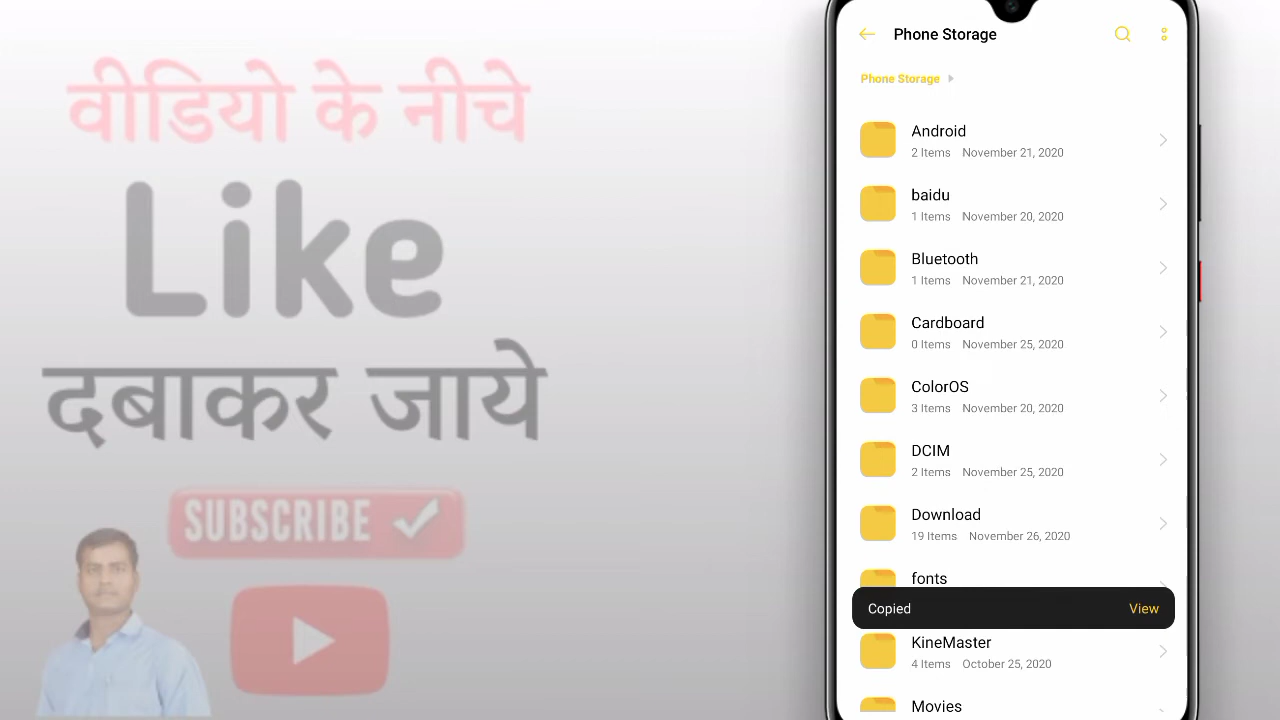 वीडियो के नीचे
Like
दबाकर जाये
SUBSCRIBE
Phone Storage
Phone Storage
Android
2 Items November 21, 2020
baidu
1 Items November 20, 2020
Bluetooth
1 Items November 21, 2020
Cardboard
0 Items November 25, 2020
ColorOS
3 Items November 20, 2020
DCIM
2 Items November 25, 2020
Download
19 Items November 26, 2020
fonts
Copied View
KineMaster
4 Items October 25, 2020
Movies